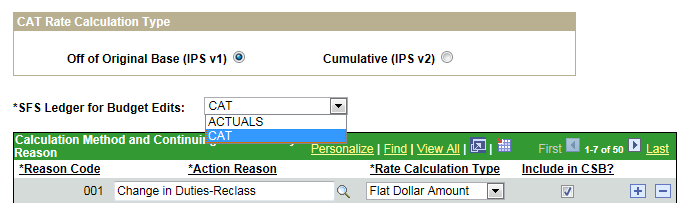 CAT Rate Calculation Type
Off of Original Base (IPS v1) Cumulative (IPS v2)
*SFS Ledger for Budget Edits: CAT
ACTUALS
CAT
Calculation Method and Continuing
Reason Personalize | Find | View All | | First 1-7 of 50 Last
*Reason Code *Action Reason *Rate Calculation Type Include in CSB?
001 Change in Duties-Reclass Flat Dollar Amount